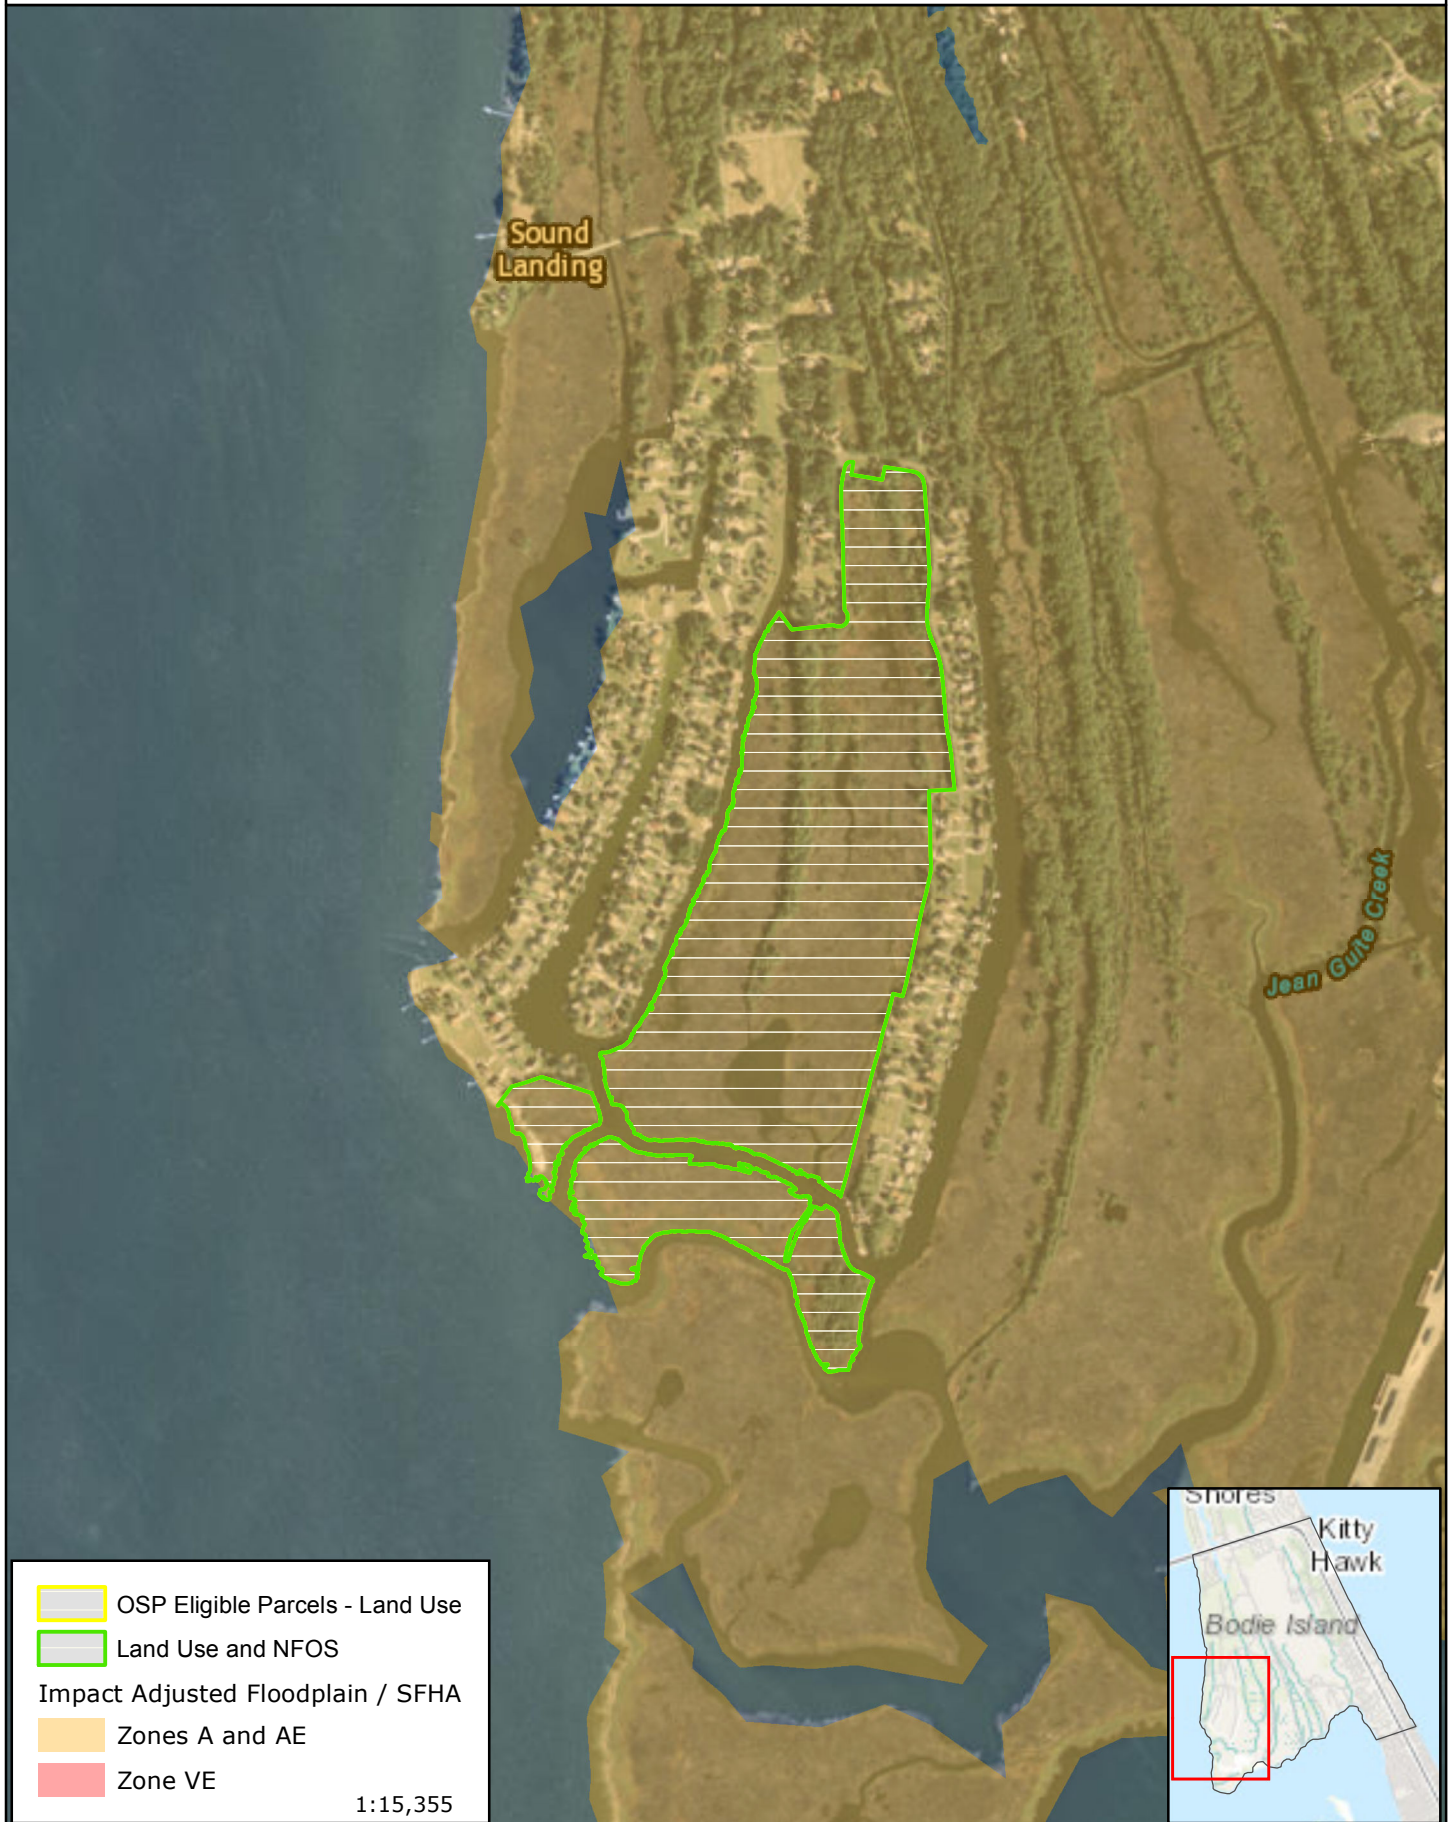 Sound
Landing
Jean Guite Creek
OSP Eligible Parcels - Land Use
Land Use and NFOS
Impact Adjusted Floodplain / SFHA
Zones A and AE
Zone VE
1:15,355
Shores
Kitty
Hawk
Bodie Island